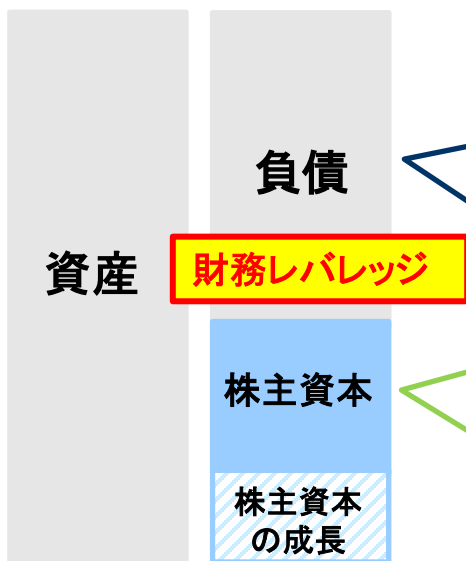 負債
資産
財務レバレッジ
株主資本
株主資本
の成長